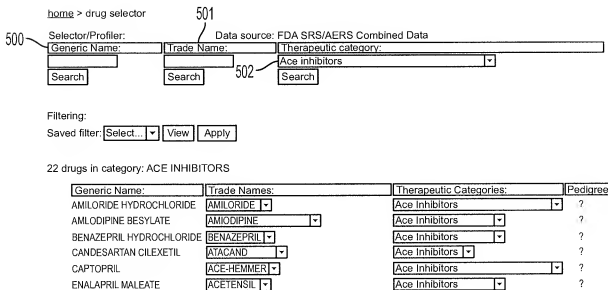 home > drug selector
501
Selector/Profiler: Data source: FDA SRS/AERS Combined Data
500
Generic Name: Trade Name: Therapeutic category:
502 Ace inhibitors
Search Search Search
Filtering:
Saved filter: Select... View Apply
22 drugs in category: ACE INHIBITORS
Generic Name: Trade Names: Therapeutic Categories: Pedigree
AMILORIDE HYDROCHLORIDE AMILORIDE Ace Inhibitors ?
AMLODIPINE BESYLATE AMIODIPINE Ace Inhibitors ?
BENAZEPRIL HYDROCHLORIDE BENAZEPRIL Ace Inhibitors ?
CANDESARTAN CILEXETIL ATACAND Ace Inhibitors ?
CAPTOPRIL ACE-HEMMER Ace Inhibitors ?
ENALAPRIL MALEATE ACETENSIL Ace Inhibitors ?